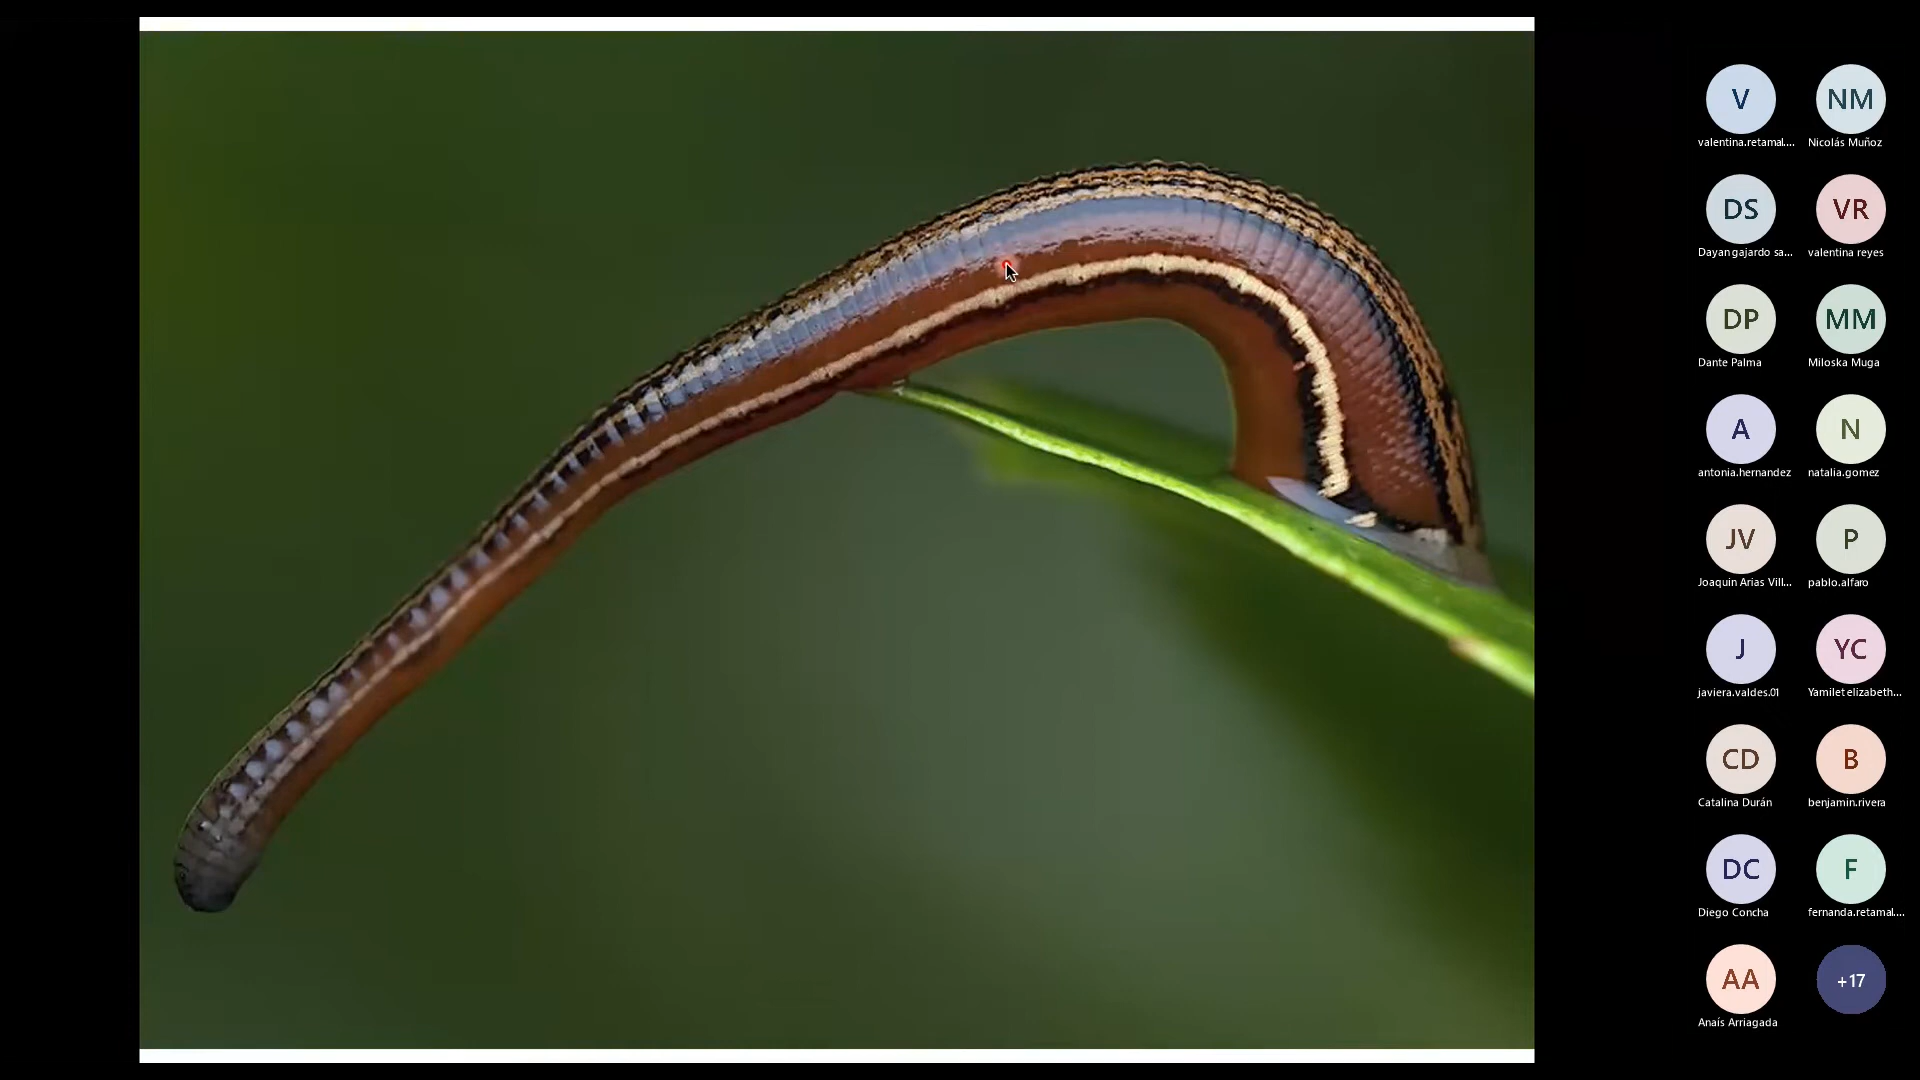 V
NM
valentina.retamal....
Nicolás Muñoz
DS
VR
Dayan gajardo sa...
valentina reyes
DP
MM
Dante Palma
Miloska Muga
A
N
antonia.hernandez
natalia.gomez
JV
P
Joaquin Arias Vill...
pablo.alfaro
J
YC
javiera.valdes.01
Yamilet elizabeth...
CD
B
Catalina Durán
benjamin.rivera
DC
F
Diego Concha
fernanda.retamal....
AA
+17
Anaís Arriagada